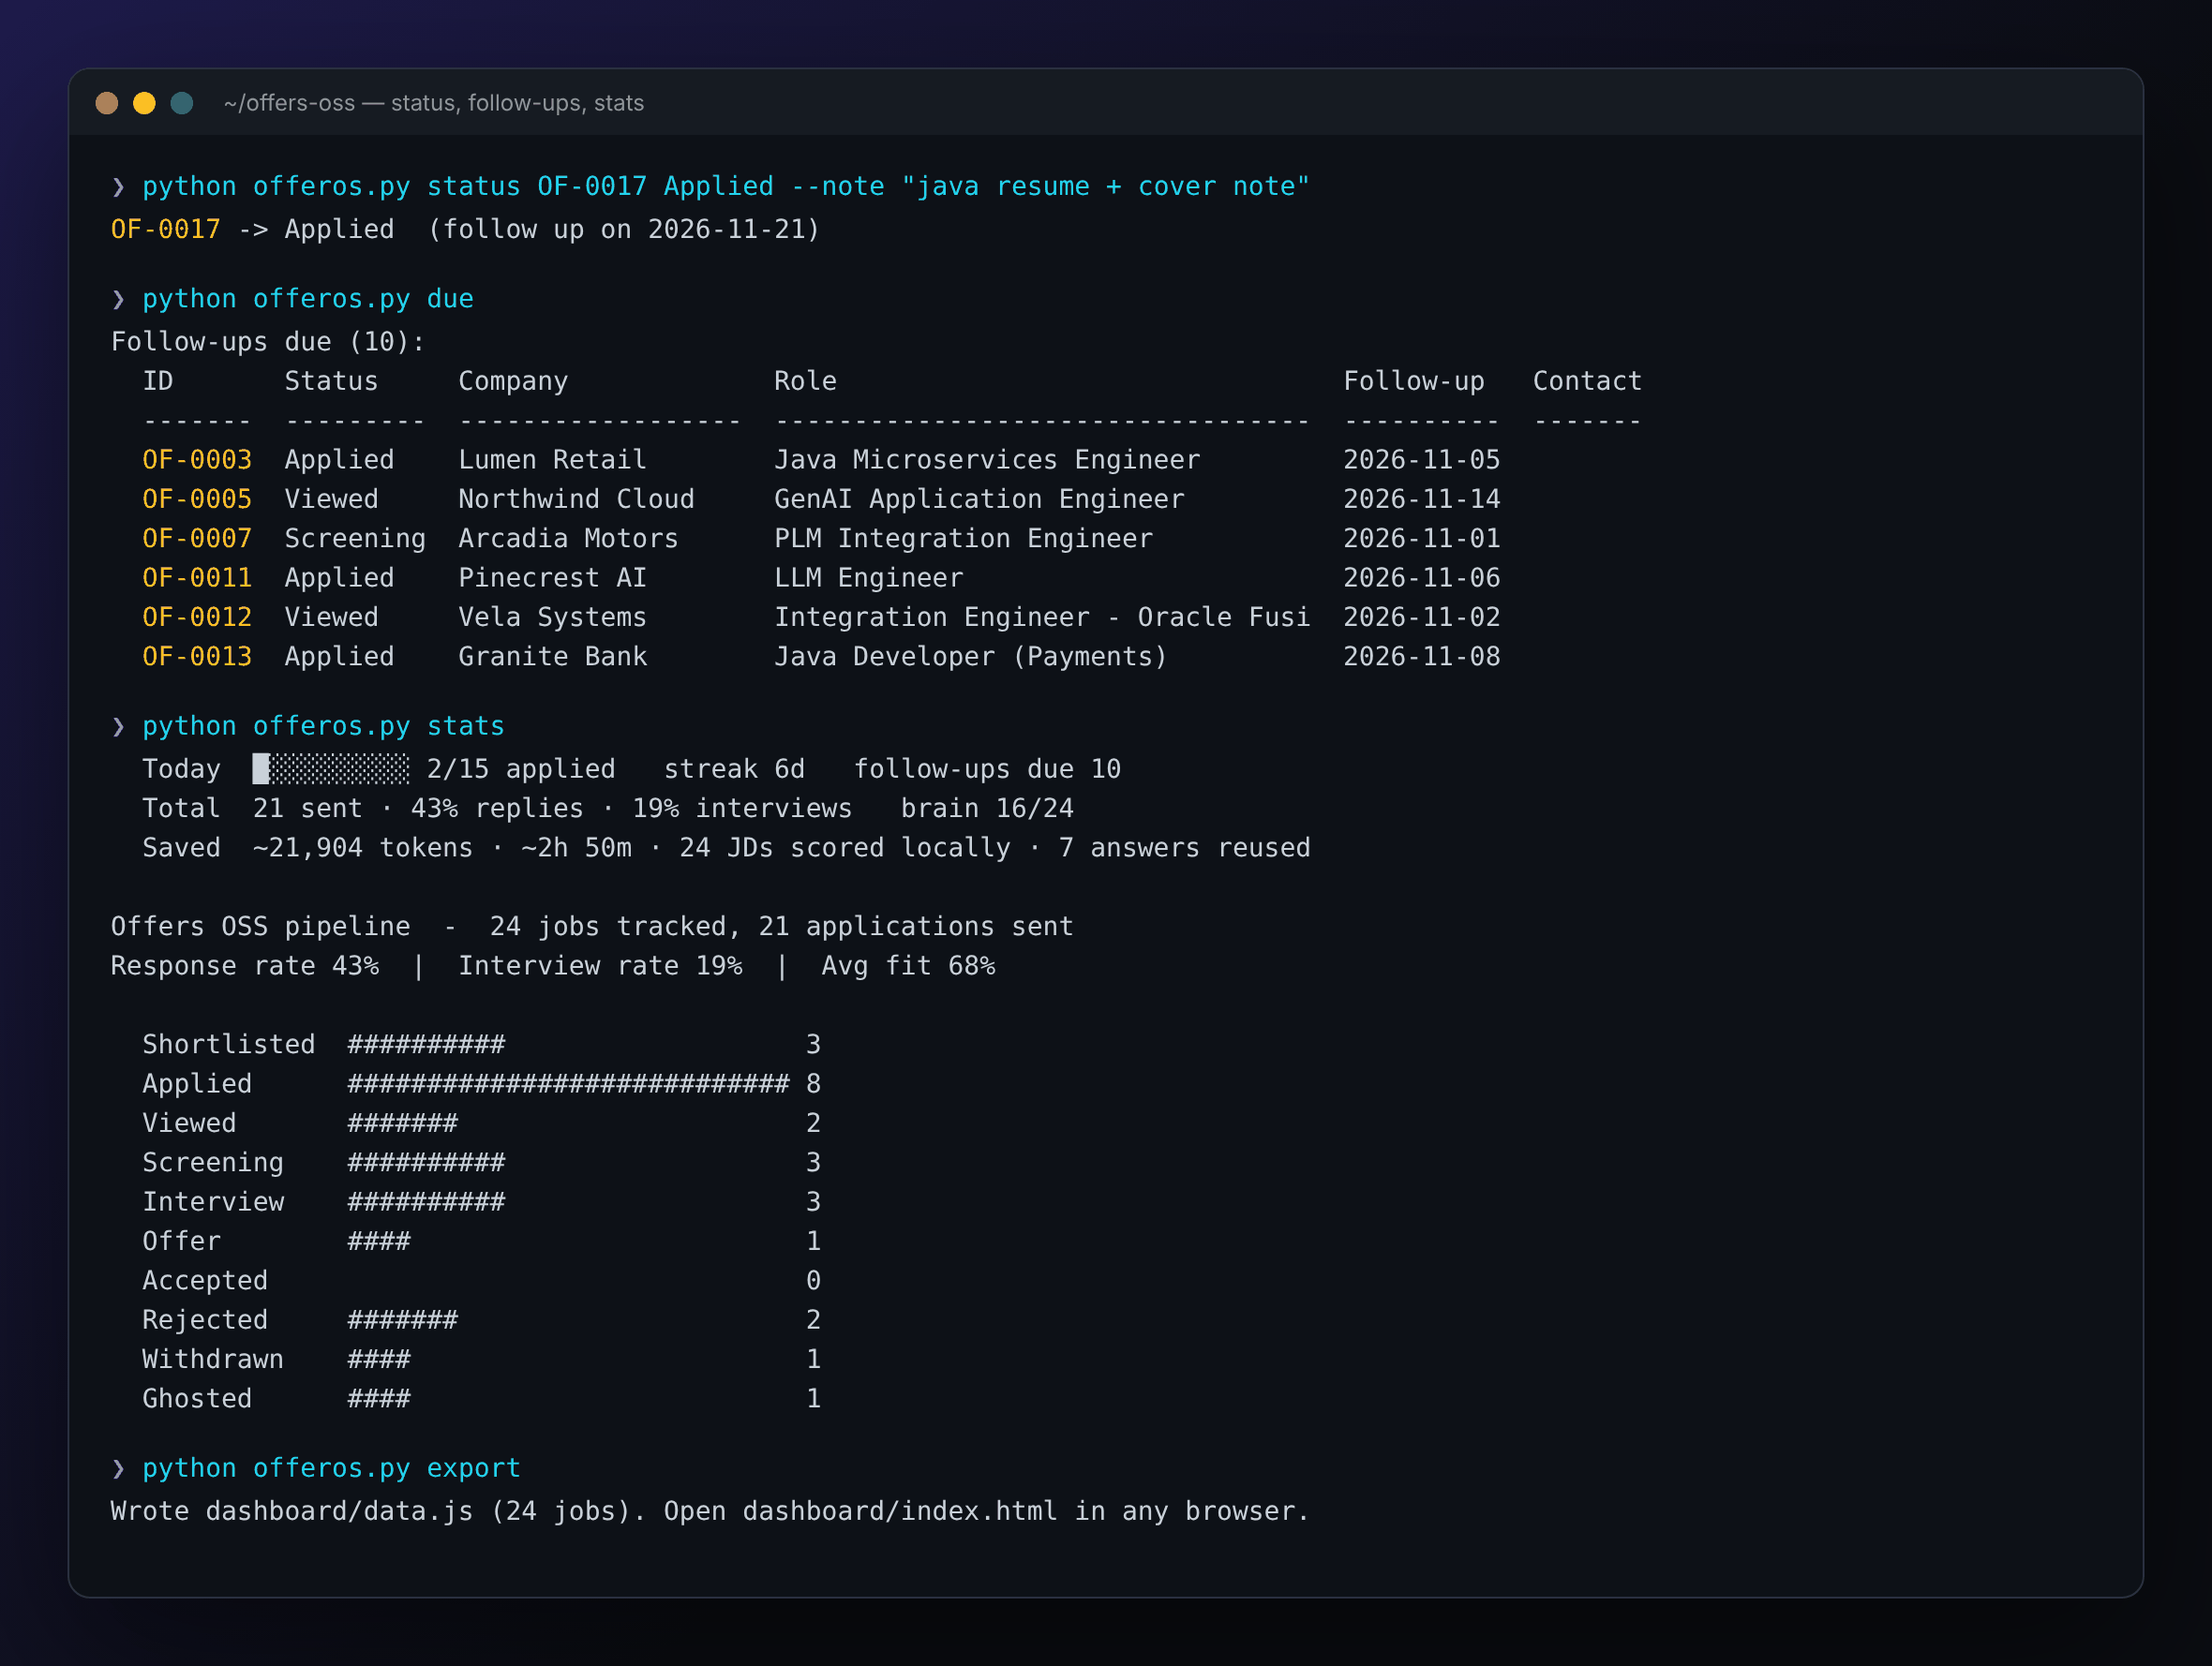 ~/offers-oss — status, follow-ups, stats
❯ python offeros.py status OF-0017 Applied --note "java resume + cover note"
OF-0017 -> Applied  (follow up on 2026-11-21)
❯ python offeros.py due
Follow-ups due (10):
  ID       Status     Company             Role                                Follow-up   Contact
  -------  ---------  ------------------  ----------------------------------  ----------  -------
  OF-0003  Applied    Lumen Retail        Java Microservices Engineer         2026-11-05
  OF-0005  Viewed     Northwind Cloud     GenAI Application Engineer          2026-11-14
  OF-0007  Screening  Arcadia Motors      PLM Integration Engineer            2026-11-01
  OF-0011  Applied    Pinecrest AI        LLM Engineer                        2026-11-06
  OF-0012  Viewed     Vela Systems        Integration Engineer - Oracle Fusi  2026-11-02
  OF-0013  Applied    Granite Bank        Java Developer (Payments)           2026-11-08
❯ python offeros.py stats
  Today  █░░░░░░░░░ 2/15 applied   streak 6d   follow-ups due 10
  Total  21 sent · 43% replies · 19% interviews   brain 16/24
  Saved  ~21,904 tokens · ~2h 50m · 24 JDs scored locally · 7 answers reused
Offers OSS pipeline  -  24 jobs tracked, 21 applications sent
Response rate 43%  |  Interview rate 19%  |  Avg fit 68%
  Shortlisted  ##########                   3
  Applied      ############################ 8
  Viewed       #######                      2
  Screening    ##########                   3
  Interview    ##########                   3
  Offer        ####                         1
  Accepted                                  0
  Rejected     #######                      2
  Withdrawn    ####                         1
  Ghosted      ####                         1
❯ python offeros.py export
Wrote dashboard/data.js (24 jobs). Open dashboard/index.html in any browser.